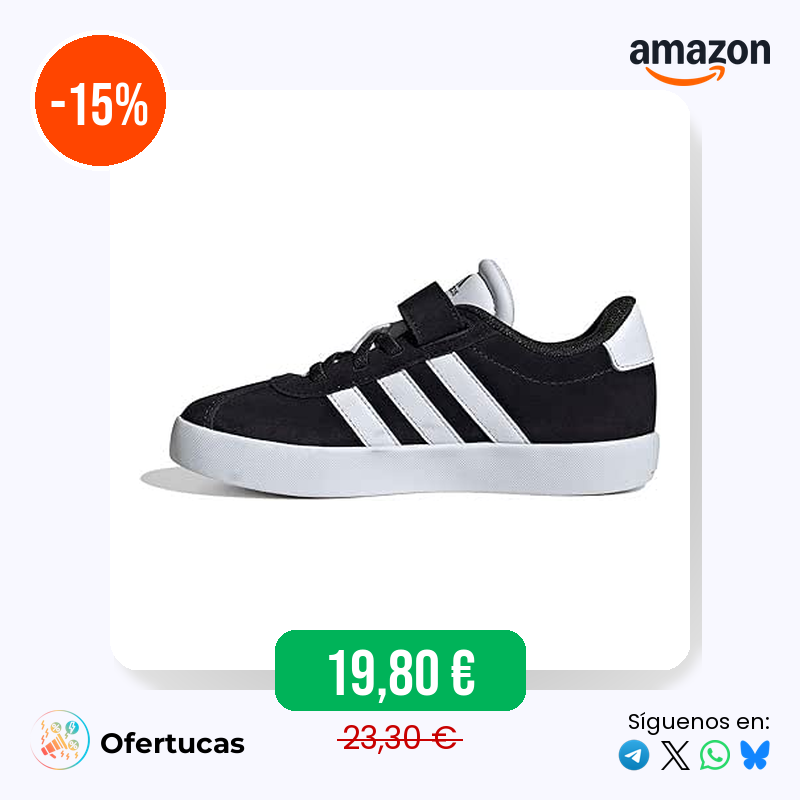 -15%
amazon
19,80 €
23,30 €
Ofertucas
Síguenos en: